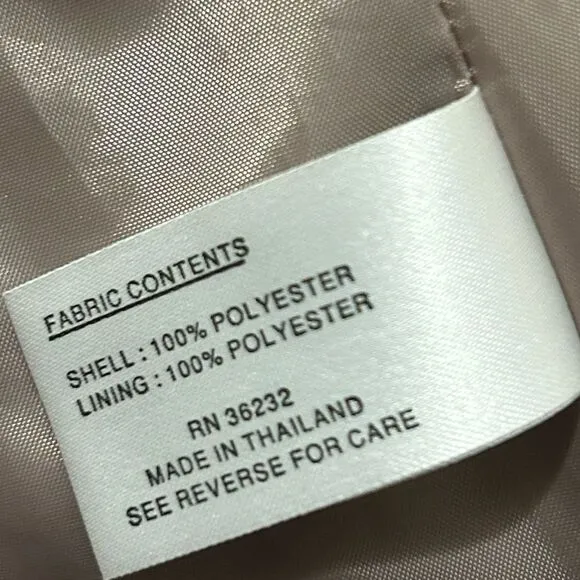 FABRIC CONTENTS
SHELL : 100% POLYESTER
LINING : 100% POLYESTER
RN 36232
MADE IN THAILAND
SEE REVERSE FOR CARE